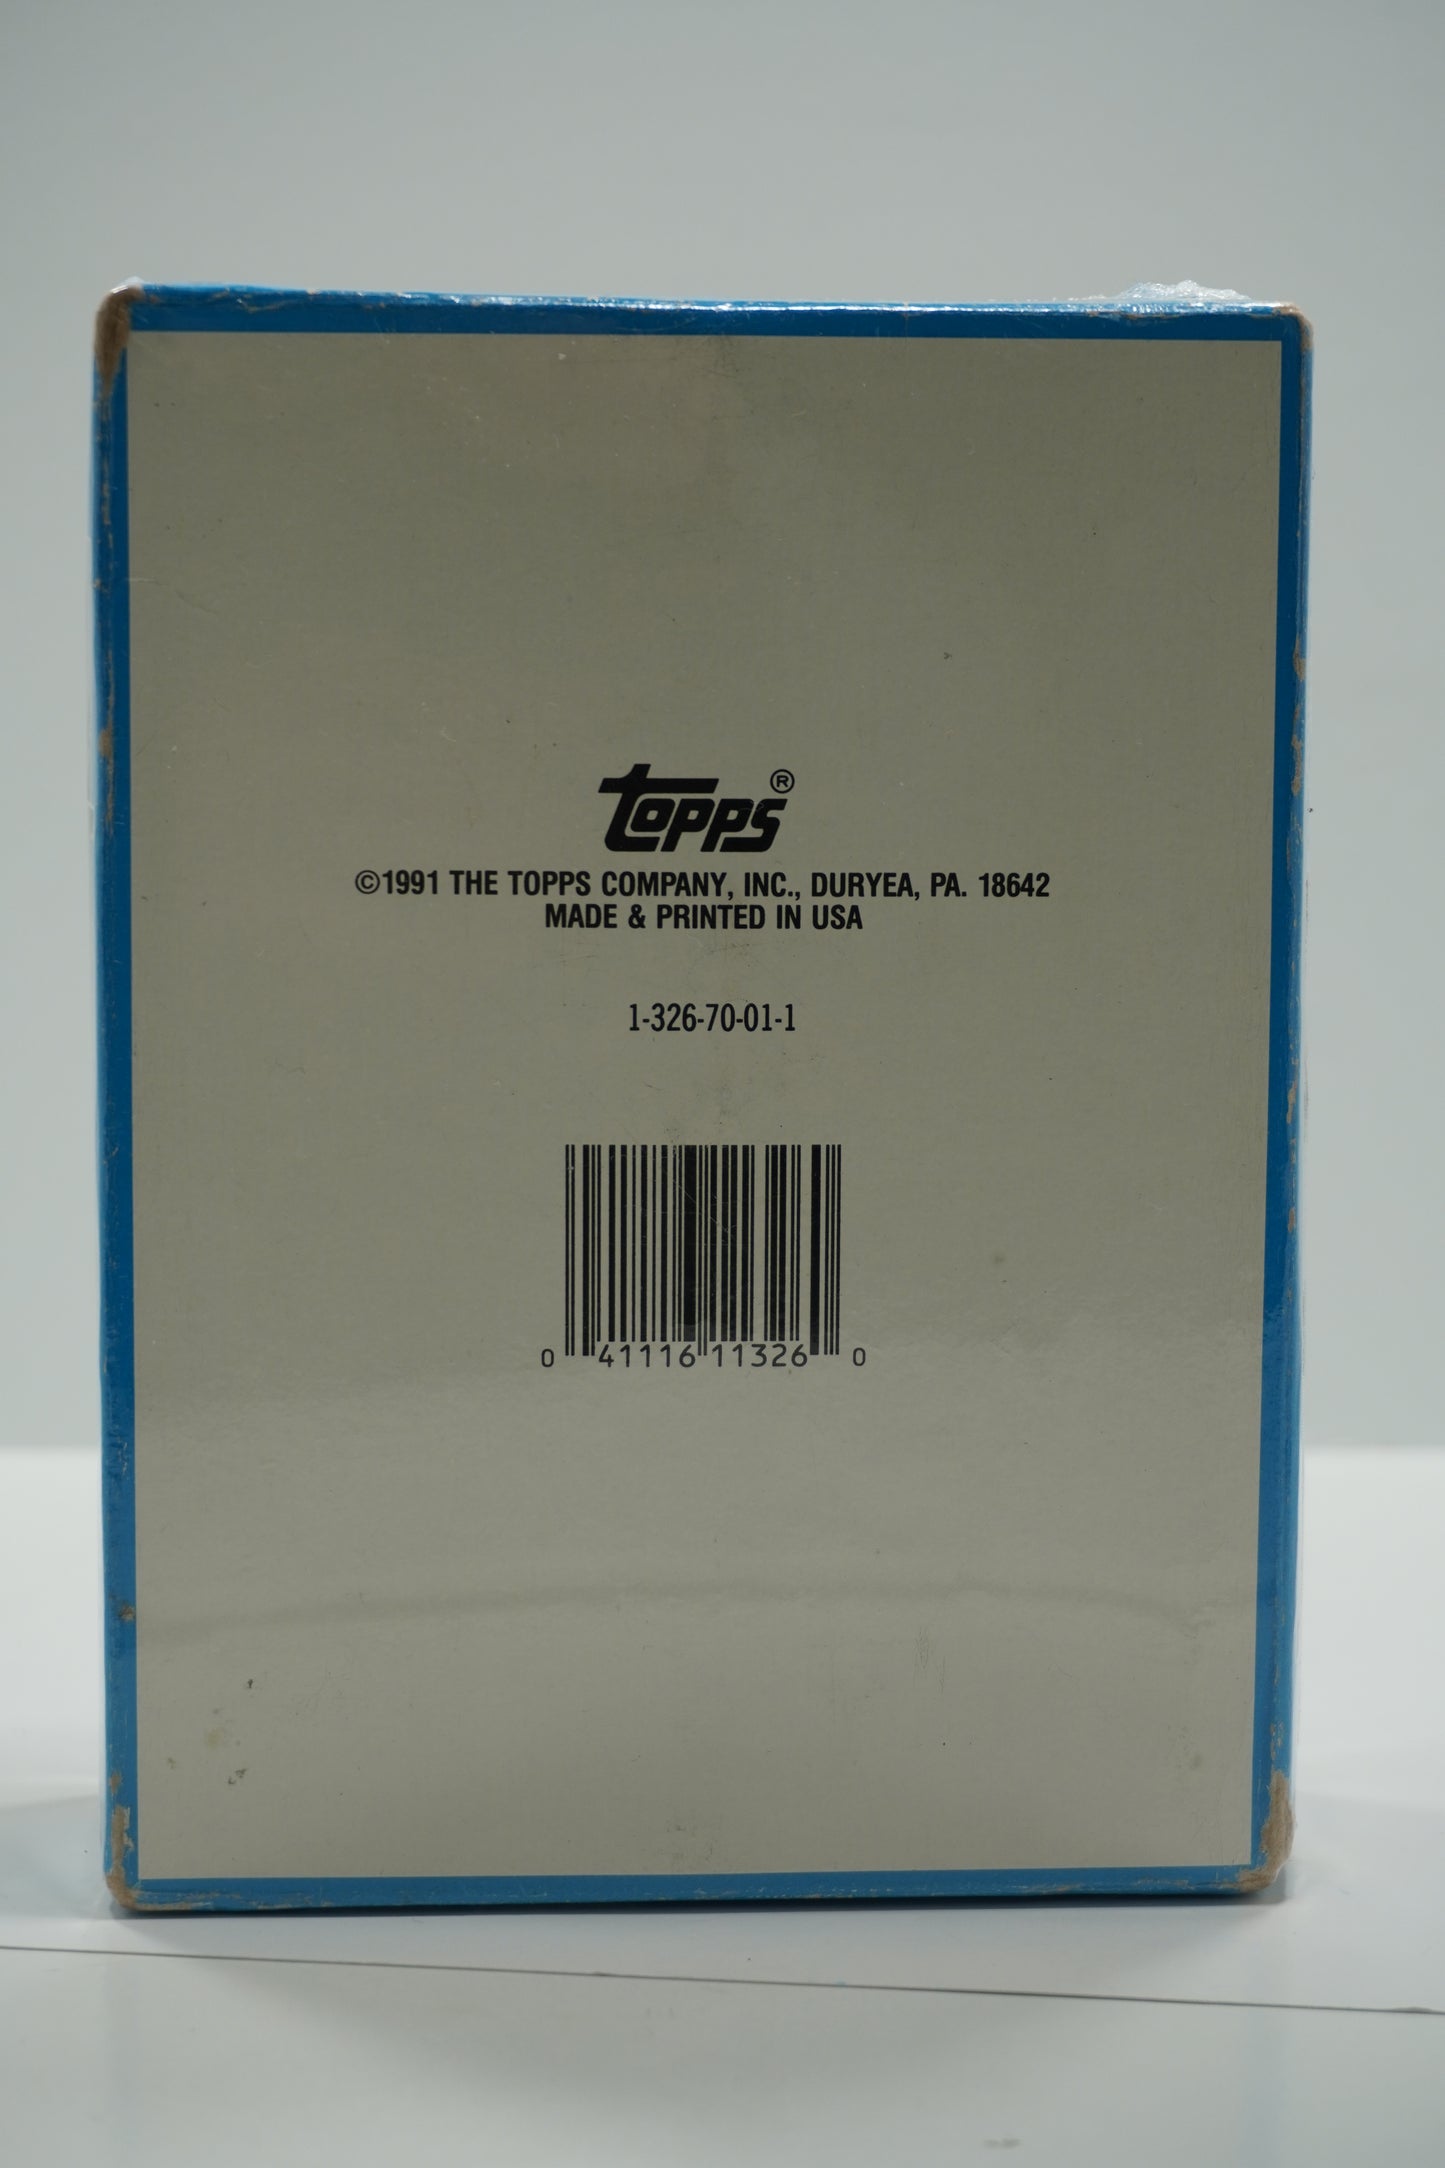 Topps®
©1991 THE TOPPS COMPANY, INC., DURYEA, PA. 18642
MADE & PRINTED IN USA
1-326-70-01-1
0 41116 11326 0